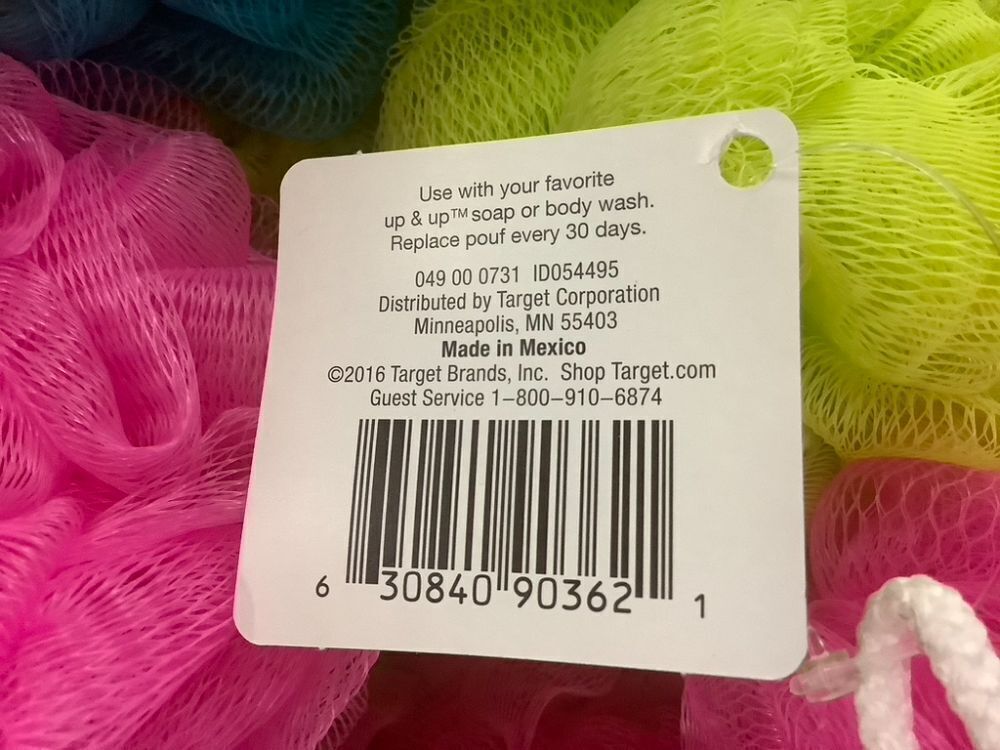 Use with your favorite
up & up™ soap or body wash.
Replace pouf every 30 days.
049 00 0731 ID054495
Distributed by Target Corporation
Minneapolis, MN 55403
Made in Mexico
©2016 Target Brands, Inc. Shop Target.com
Guest Service 1–800–910–6874
6 30840 90362 1